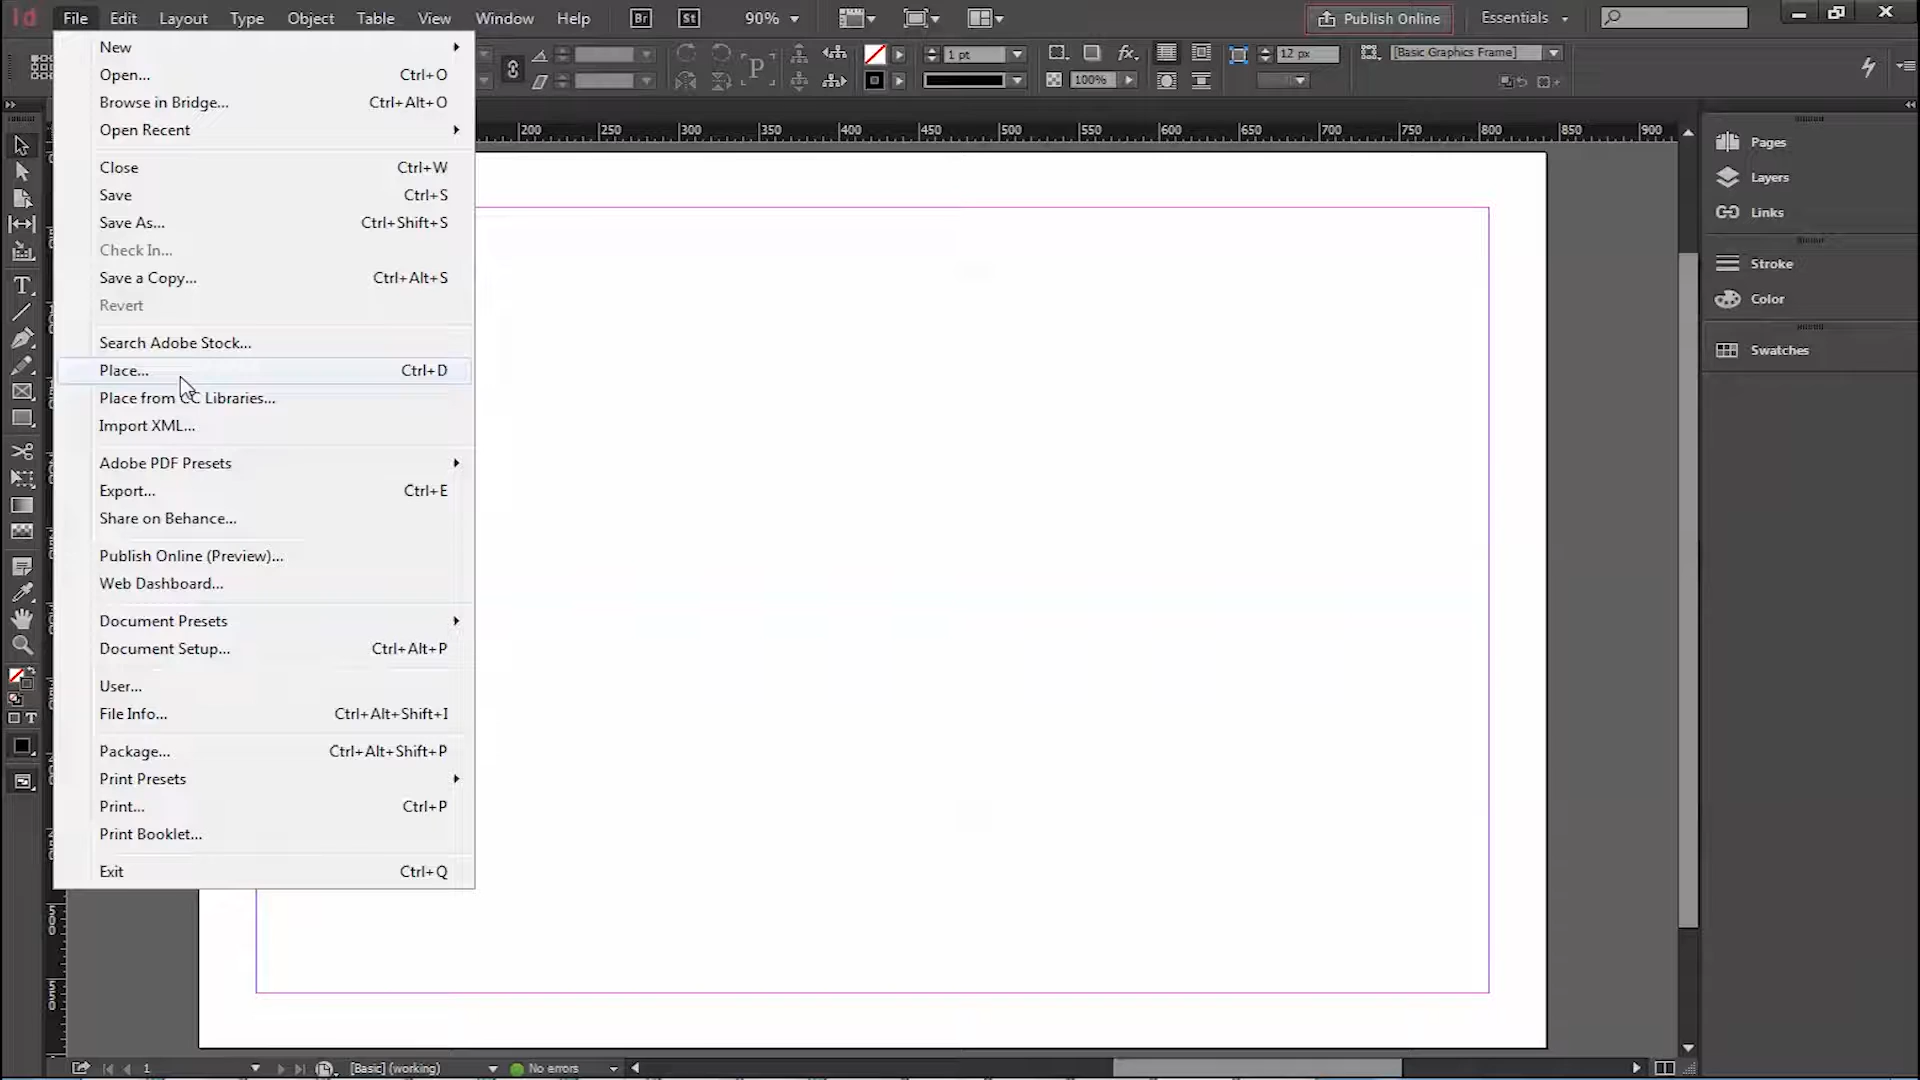 Id File Edit Layout Type Object Table View Window Help Br St 90% Publish Online Essentials
New
Open... Ctrl+O
Browse in Bridge... Ctrl+Alt+O
Open Recent
Close Ctrl+W
Save Ctrl+S
Save As... Ctrl+Shift+S
Check In...
Save a Copy... Ctrl+Alt+S
Revert
Search Adobe Stock...
Place... Ctrl+D
Place from CC Libraries...
Import XML...
Adobe PDF Presets
Export... Ctrl+E
Share on Behance...
Publish Online (Preview)...
Web Dashboard...
Document Presets
Document Setup... Ctrl+Alt+P
User...
File Info... Ctrl+Alt+Shift+I
Package... Ctrl+Alt+Shift+P
Print Presets
Print... Ctrl+P
Print Booklet...
Exit Ctrl+Q
1 pt 12 px [Basic Graphics Frame]
100%
200 250 300 350 400 450 500 550 600 650 700 750 800 850 900
Pages
Layers
Links
Stroke
Color
Swatches
500
550
1 [Basic] (working) No errors